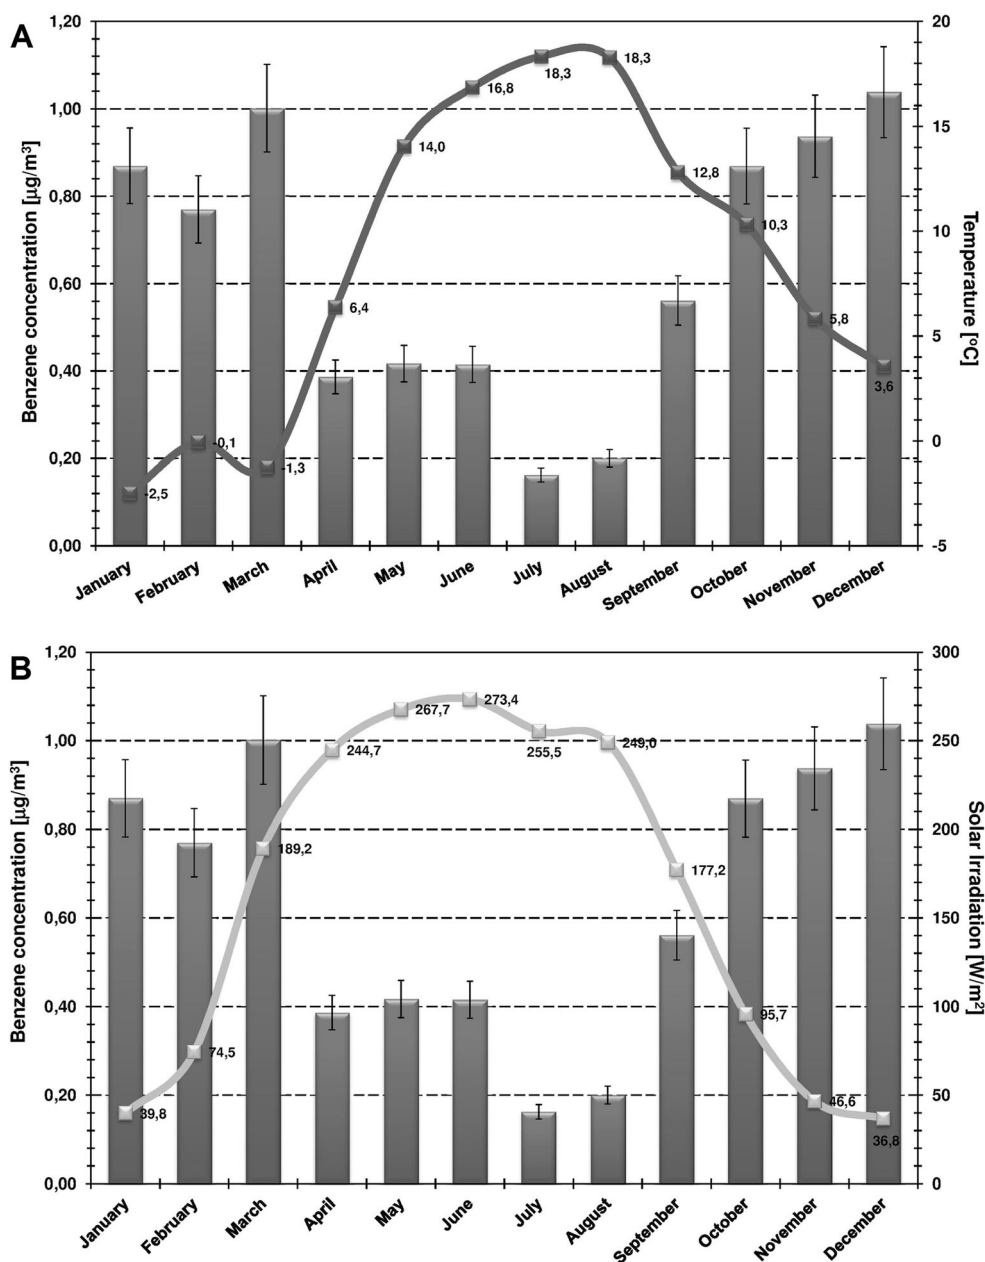 A
Benzene concentration [µg/m³]
1,20
1,00
0,80
0,60
0,40
0,20
0,00
20
15
10
5
0
-5
Temperature [ºC]
-2,5
-0,1
-1,3
6,4
14,0
16,8
18,3
18,3
12,8
10,3
5,8
3,6
January
February
March
April
May
June
July
August
September
October
November
December
B
Benzene concentration [µg/m³]
1,20
1,00
0,80
0,60
0,40
0,20
0,00
300
250
200
150
100
50
0
Solar Irradiation [W/m²]
39,8
74,5
189,2
244,7
267,7
273,4
255,5
249,0
177,2
95,7
46,6
36,8
January
February
March
April
May
June
July
August
September
October
November
December